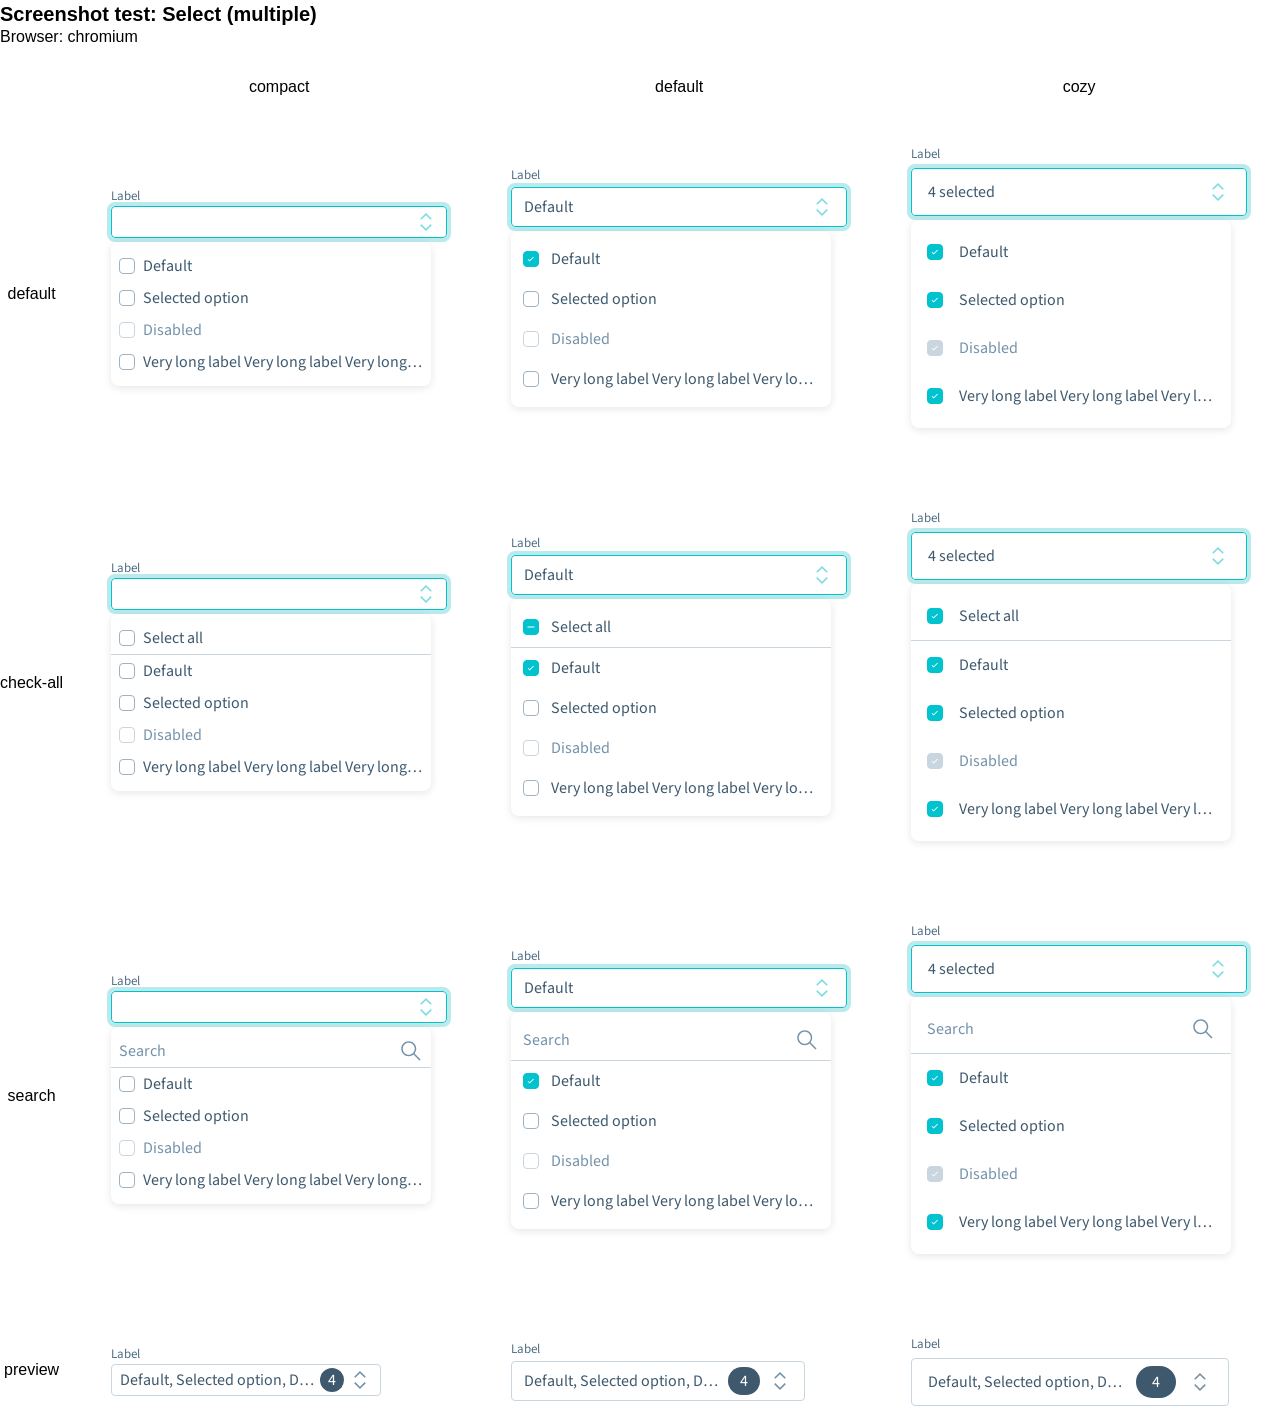 Screenshot test: Select (multiple)
Browser: chromium
compact default cozy
default
Label
Default
Selected option
Disabled
Very long label Very long label Very long…
Label
Default
Default
Selected option
Disabled
Very long label Very long label Very lo…
Label
4 selected
Default
Selected option
Disabled
Very long label Very long label Very l…
check-all
Label
Select all
Default
Selected option
Disabled
Very long label Very long label Very long…
Label
Default
Select all
Default
Selected option
Disabled
Very long label Very long label Very lo…
Label
4 selected
Select all
Default
Selected option
Disabled
Very long label Very long label Very l…
search
Label
Search
Default
Selected option
Disabled
Very long label Very long label Very long…
Label
Default
Search
Default
Selected option
Disabled
Very long label Very long label Very lo…
Label
4 selected
Search
Default
Selected option
Disabled
Very long label Very long label Very l…
preview
Label
Default, Selected option, D… 4
Label
Default, Selected option, D… 4
Label
Default, Selected option, D… 4